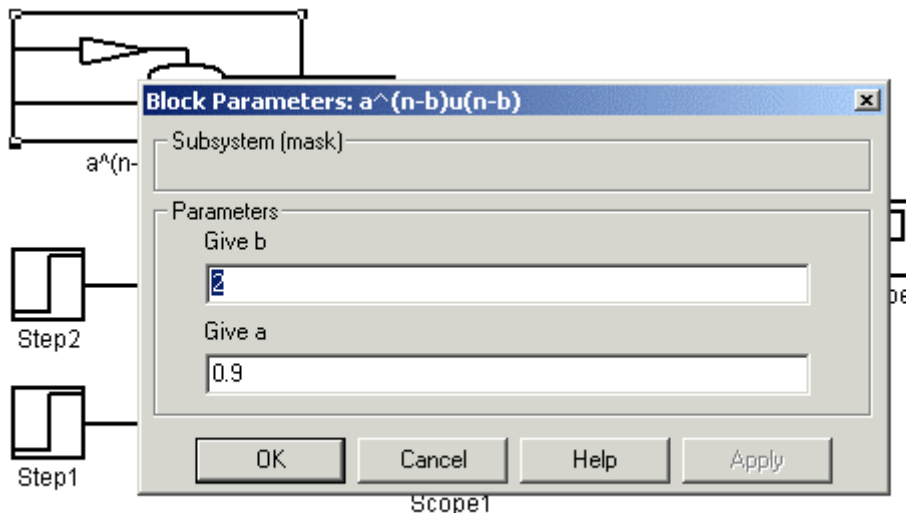 Block Parameters: a^(n-b)u(n-b)
Subsystem (mask)
a^(n-
Parameters
Give b
2
Step2
Give a
0.9
Step1
OK Cancel Help Apply
Scope1